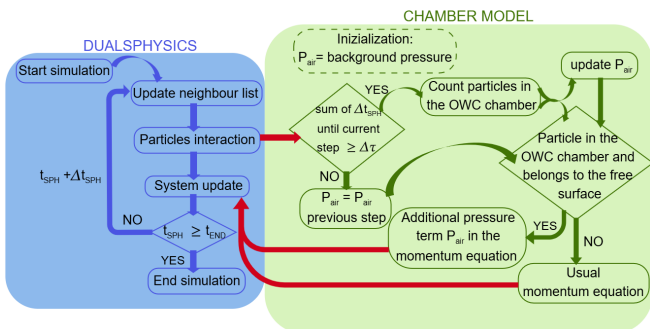 DUALSPHYSICS
Start simulation
Update neighbour list
Particles interaction
System update
t_SPH + Δt_SPH
NO
t_SPH ≥ t_END
YES
End simulation
CHAMBER MODEL
Inizialization:
P_air = background pressure
sum of Δt_SPH
until current
step ≥ Δτ
YES
Count particles
in the OWC chamber
update P_air
NO
P_air = P_air
previous step
Particle in the
OWC chamber and
belongs to the free
surface
YES
Additional pressure
term P_air in the
momentum equation
NO
Usual
momentum equation